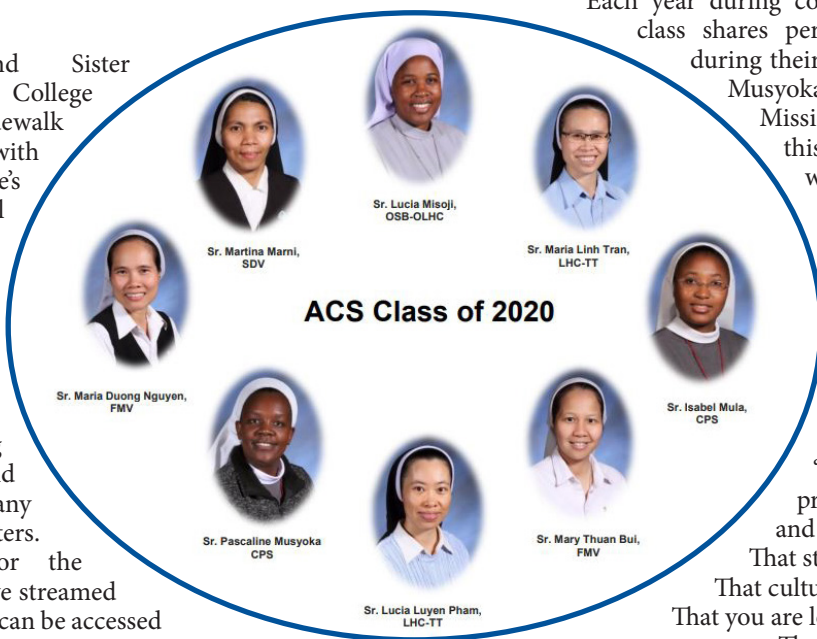 nd Sister
College
ewalk
with
e's
Each year during co
class shares per
during their
Musyoka
Missi
this
w
Sr. Lucia Misoji,
OSB-OLHC
Sr. Martina Marni,
SDV
Sr. Maria Linh Tran,
LHC-TT
ACS Class of 2020
Sr. Maria Duong Nguyen,
FMV
Sr. Isabel Mula,
CPS
Sr. Pascaline Musyoka
CPS
Sr. Mary Thuan Bui,
FMV
Sr. Lucia Luyen Pham,
LHC-TT
any
ters.
or the
e streamed
can be accessed
pr
and
That st
That cultu
That you are le